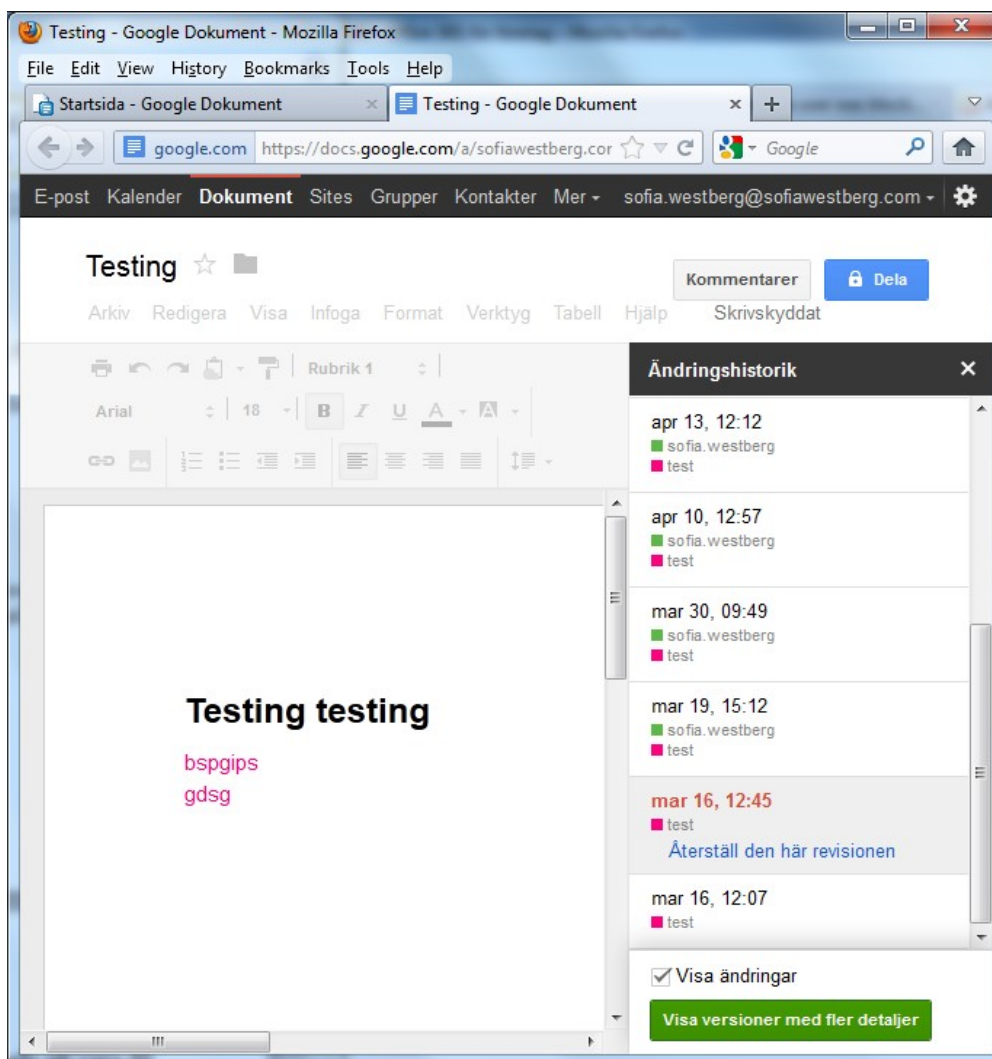 Testing - Google Dokument - Mozilla Firefox
File Edit View History Bookmarks Tools Help
Startsida - Google Dokument
Testing - Google Dokument
google.com https://docs.google.com/a/sofiawestberg.cor
Google
E-post Kalender Dokument Sites Grupper Kontakter Mer sofia.westberg@sofiawestberg.com
Testing
Kommentarer Dela
Arkiv Redigera Visa Infoga Format Verktyg Tabell Hjälp Skrivskyddat
Rubrik 1
Arial 18 B I U A A
Testing testing
bspgips
gdsg
Ändringshistorik
apr 13, 12:12
sofia.westberg
test
apr 10, 12:57
sofia.westberg
test
mar 30, 09:49
sofia.westberg
test
mar 19, 15:12
sofia.westberg
test
mar 16, 12:45
test
Återställ den här revisionen
mar 16, 12:07
test
Visa ändringar
Visa versioner med fler detaljer